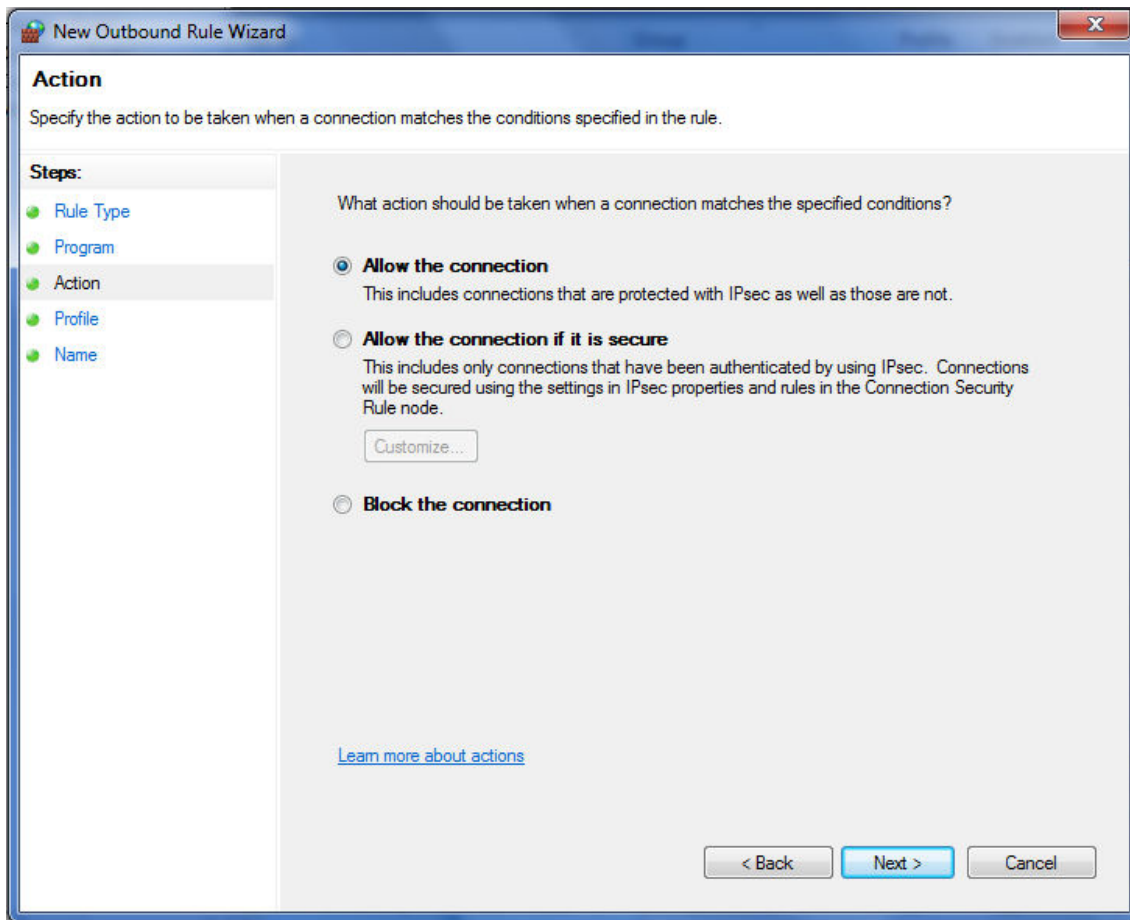 New Outbound Rule Wizard
X
Action
Specify the action to be taken when a connection matches the conditions specified in the rule.
Steps:
Rule Type
Program
Action
Profile
Name
What action should be taken when a connection matches the specified conditions?
Allow the connection
This includes connections that are protected with IPsec as well as those are not.
Allow the connection if it is secure
This includes only connections that have been authenticated by using IPsec. Connections
will be secured using the settings in IPsec properties and rules in the Connection Security
Rule node.
Customize...
Block the connection
Learn more about actions
< Back
Next >
Cancel